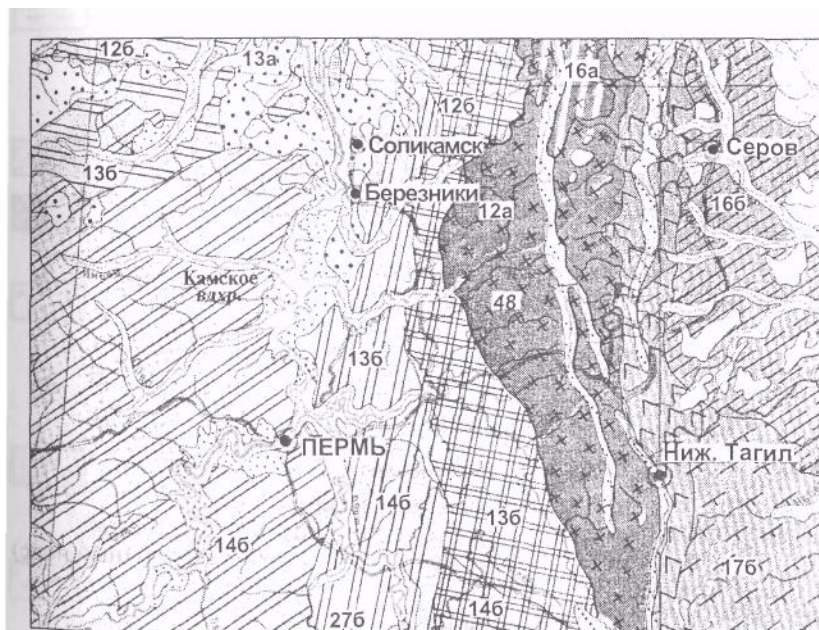 12б
13а
12б
16а
Соликамск
Серов
13б
Березники
12а
16б
Камское
вдхр.
48
13б
ПЕРМЬ
Ниж. Тагил
14б
13б
14б
17б
27б
14б